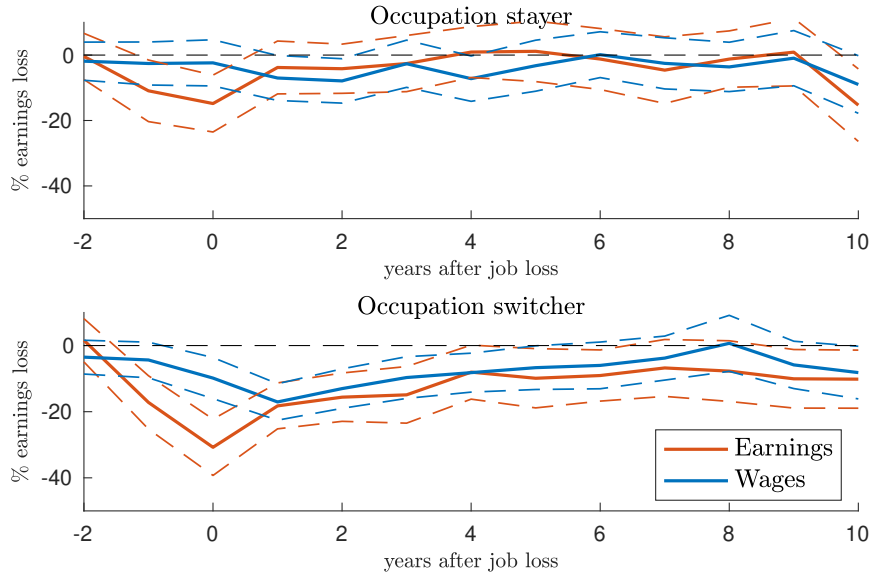 Occupation stayer
% earnings loss
0
-20
-40
-2 0 2 4 6 8 10
years after job loss
Occupation switcher
% earnings loss
0
-20
-40
Earnings
Wages
-2 0 2 4 6 8 10
years after job loss